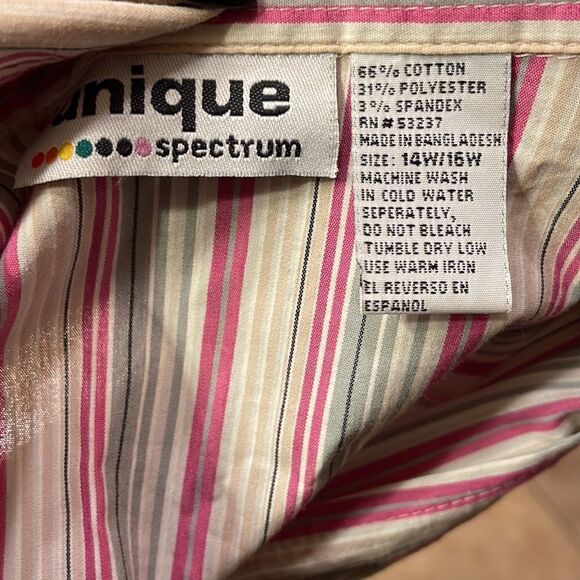 unique
spectrum
66% COTTON
31% POLYESTER
3% SPANDEX
RN# 53237
MADE IN BANGLADESH
SIZE: 14W/16W
MACHINE WASH
IN COLD WATER
SEPERATELY,
DO NOT BLEACH
TUMBLE DRY LOW
USE WARM IRON
EL REVERSO EN
ESPANOL